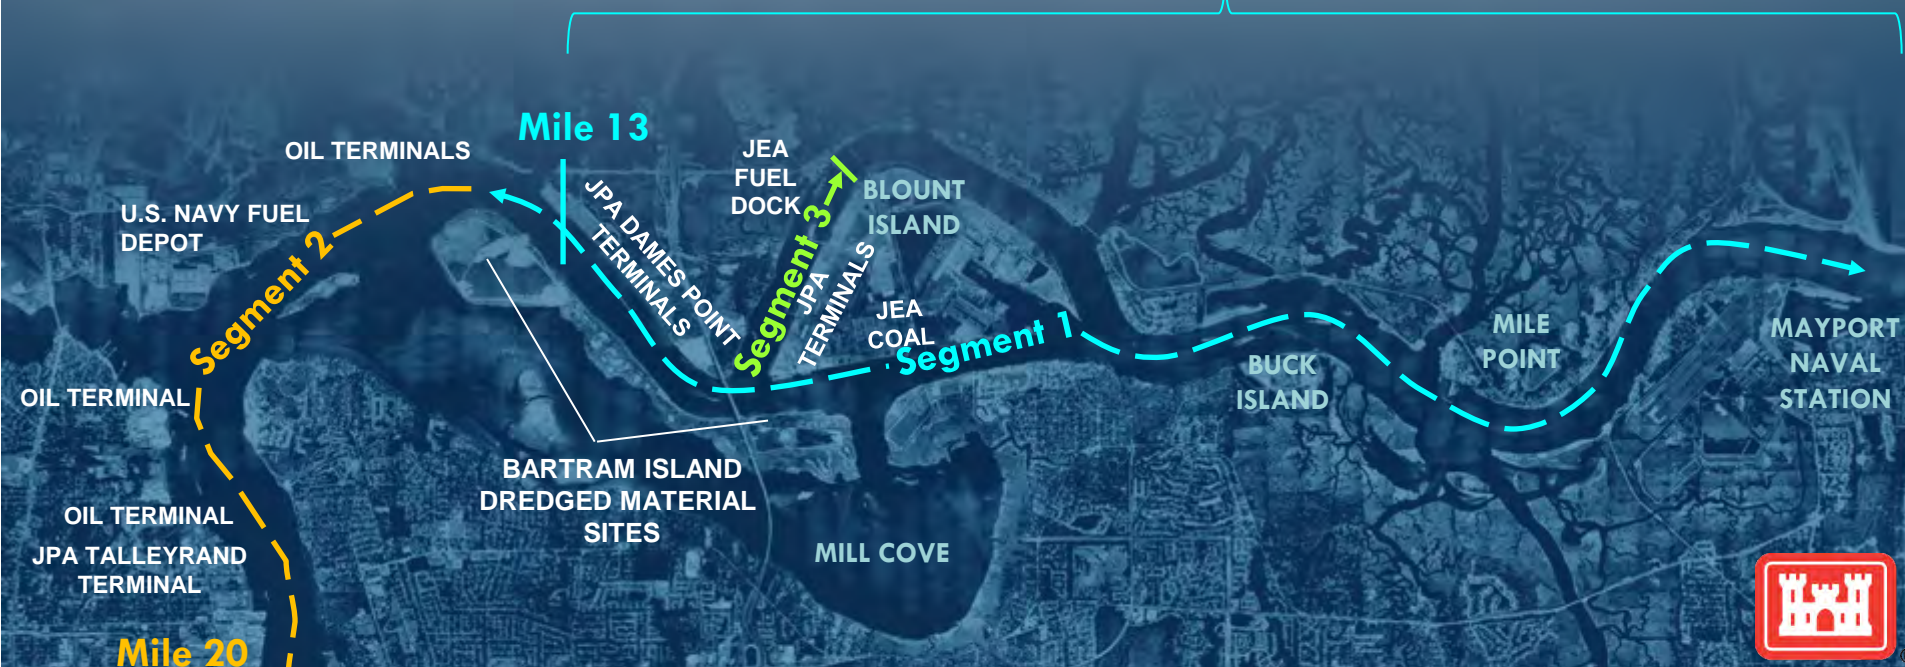 Mile 13
OIL TERMINALS
U.S. NAVY FUEL
DEPOT
Segment 2
JPA DAMES POINT
TERMINALS
JEA
FUEL
DOCK
Segment 3
BLOUNT
ISLAND
JPA
TERMINALS
JEA
COAL
Segment 1
BUCK
ISLAND
MILE
POINT
MAYPORT
NAVAL
STATION
OIL TERMINAL
BARTRAM ISLAND
DREDGED MATERIAL
SITES
OIL TERMINAL
JPA TALLEYRAND
TERMINAL
MILL COVE
Mile 20